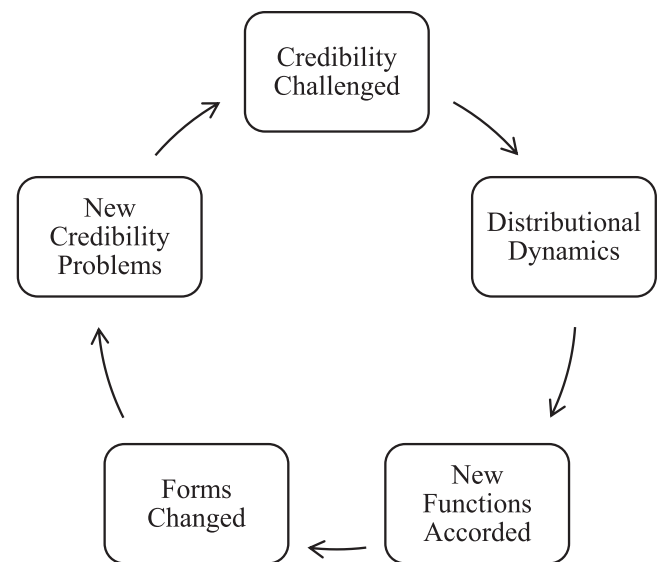 Credibility
Challenged
Distributional
Dynamics
New
Functions
Accorded
Forms
Changed
New
Credibility
Problems